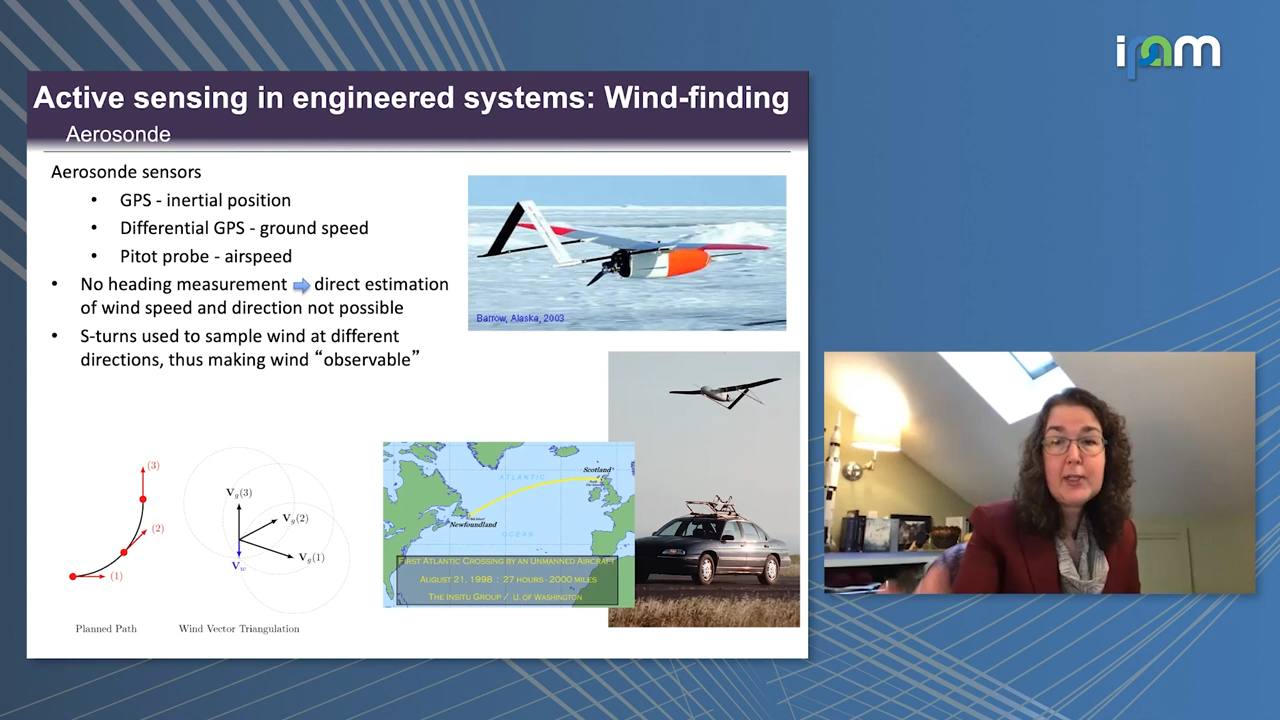 ipam
Active sensing in engineered systems: Wind-finding
Aerosonde
Aerosonde sensors
• GPS - inertial position
• Differential GPS - ground speed
• Pitot probe - airspeed
• No heading measurement direct estimation
of wind speed and direction not possible
• S-turns used to sample wind at different
directions, thus making wind “observable”
Barrow, Alaska, 2003
(3)
(2)
(1)
Planned Path
Vg(3)
Vg(2)
Vg(1)
Vw
Wind Vector Triangulation
ATLANTIC
OCEAN
Scotland
Newfoundland
First Atlantic Crossing by an Unmanned Aircraft
August 21, 1998 : 27 hours - 2000 miles
The Insitu Group / U. of Washington